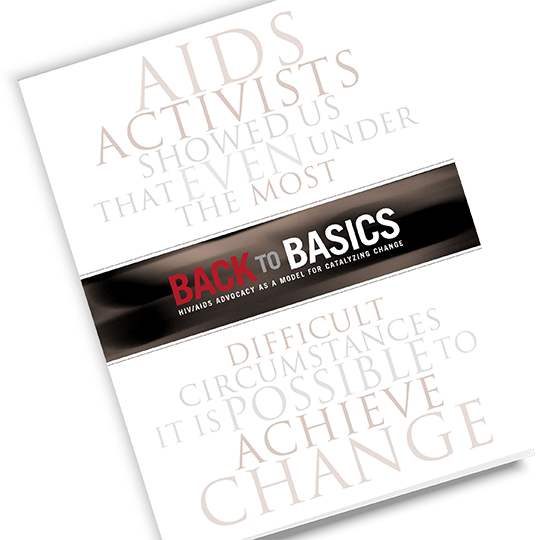 AIDS
ACTIVISTS
SHOWED US
THAT EVEN UNDER
THE MOST
BACK TO BASICS
HIV/AIDS ADVOCACY AS A MODEL FOR CATALYZING CHANGE
DIFFICULT
CIRCUMSTANCES
IT IS POSSIBLE TO
ACHIEVE
CHANGE